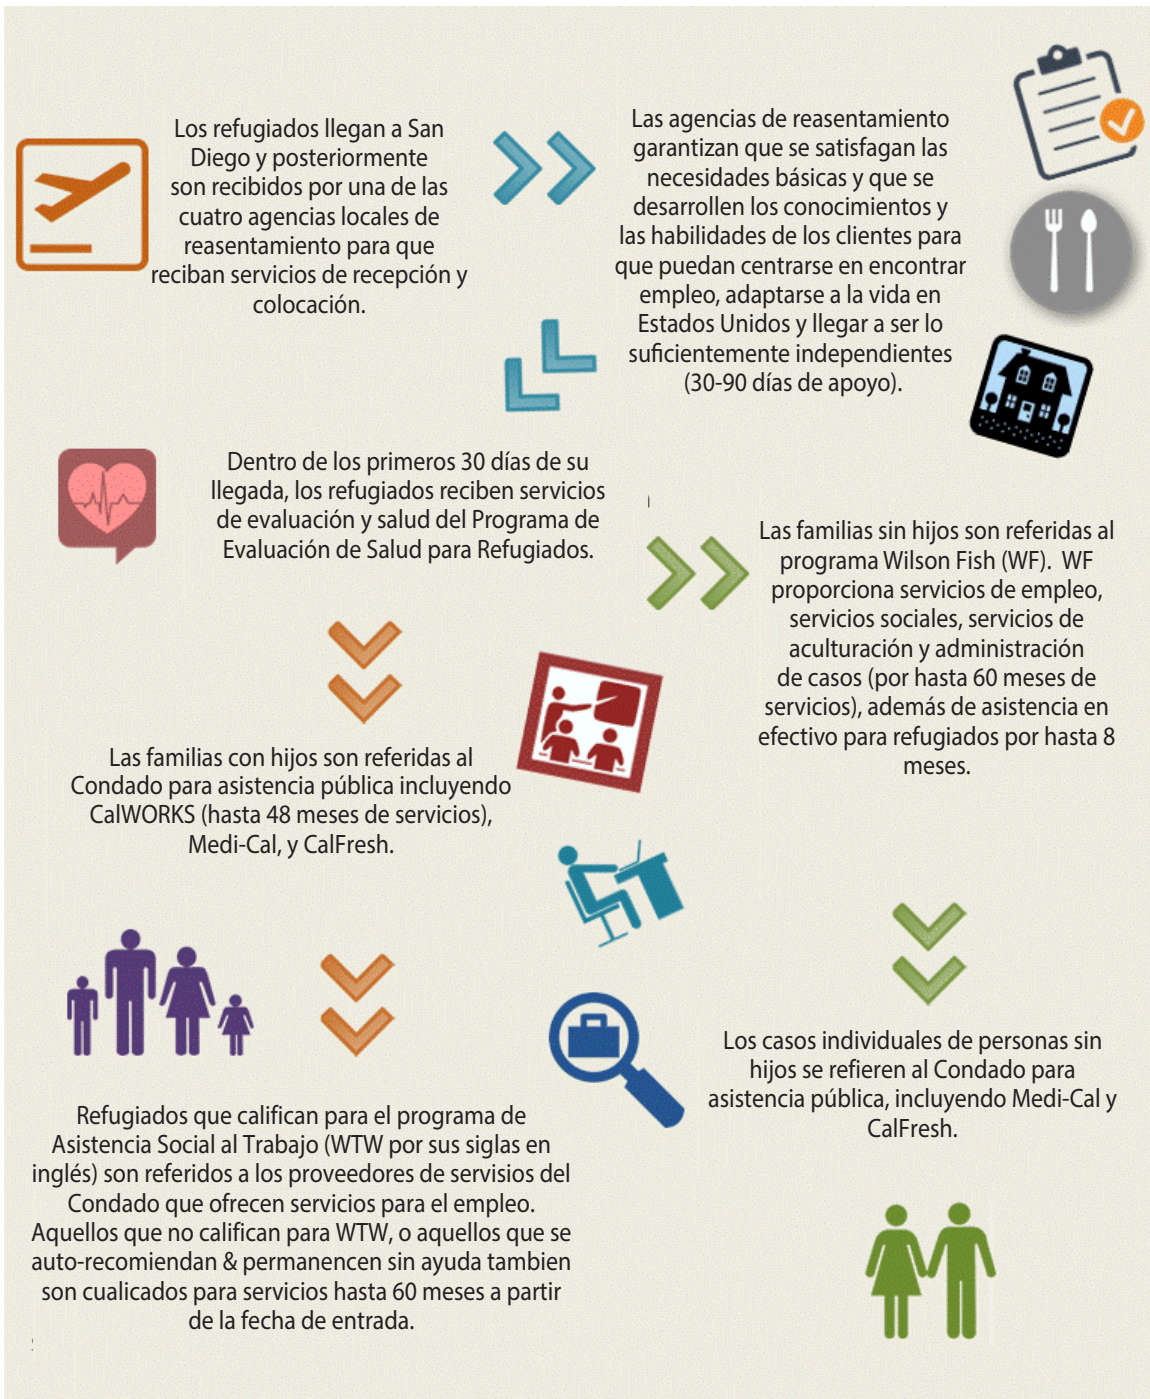 Los refugiados llegan a San
Diego y posteriormente
son recibidos por una de las
cuatro agencias locales de
reasentamiento para que
reciban servicios de recepción y
colocación.
Las agencias de reasentamiento
garantizan que se satisfagan las
necesidades básicas y que se
desarrollen los conocimientos y
las habilidades de los clientes para
que puedan centrarse en encontrar
empleo, adaptarse a la vida en
Estados Unidos y llegar a ser lo
suficientemente independientes
(30-90 días de apoyo).
Dentro de los primeros 30 días de su
llegada, los refugiados reciben servicios
de evaluación y salud del Programa de
Evaluación de Salud para Refugiados.
Las familias sin hijos son referidas al
programa Wilson Fish (WF). WF
proporciona servicios de empleo,
servicios sociales, servicios de
aculturación y administración
de casos (por hasta 60 meses de
servicios), además de asistencia en
efectivo para refugiados por hasta 8
meses.
Las familias con hijos son referidas al
Condado para asistencia pública incluyendo
CalWORKS (hasta 48 meses de servicios),
Medi-Cal, y CalFresh.
Los casos individuales de personas sin
hijos se refieren al Condado para
asistencia pública, incluyendo Medi-Cal y
CalFresh.
Refugiados que califican para el programa de
Asistencia Social al Trabajo (WTW por sus siglas en
inglés) son referidos a los proveedores de servisios del
Condado que ofrecen servicios para el empleo.
Aquellos que no califican para WTW, o aquellos que se
auto-recomiendan & permanencen sin ayuda tambien
son cualicados para servicios hasta 60 meses a partir
de la fecha de entrada.